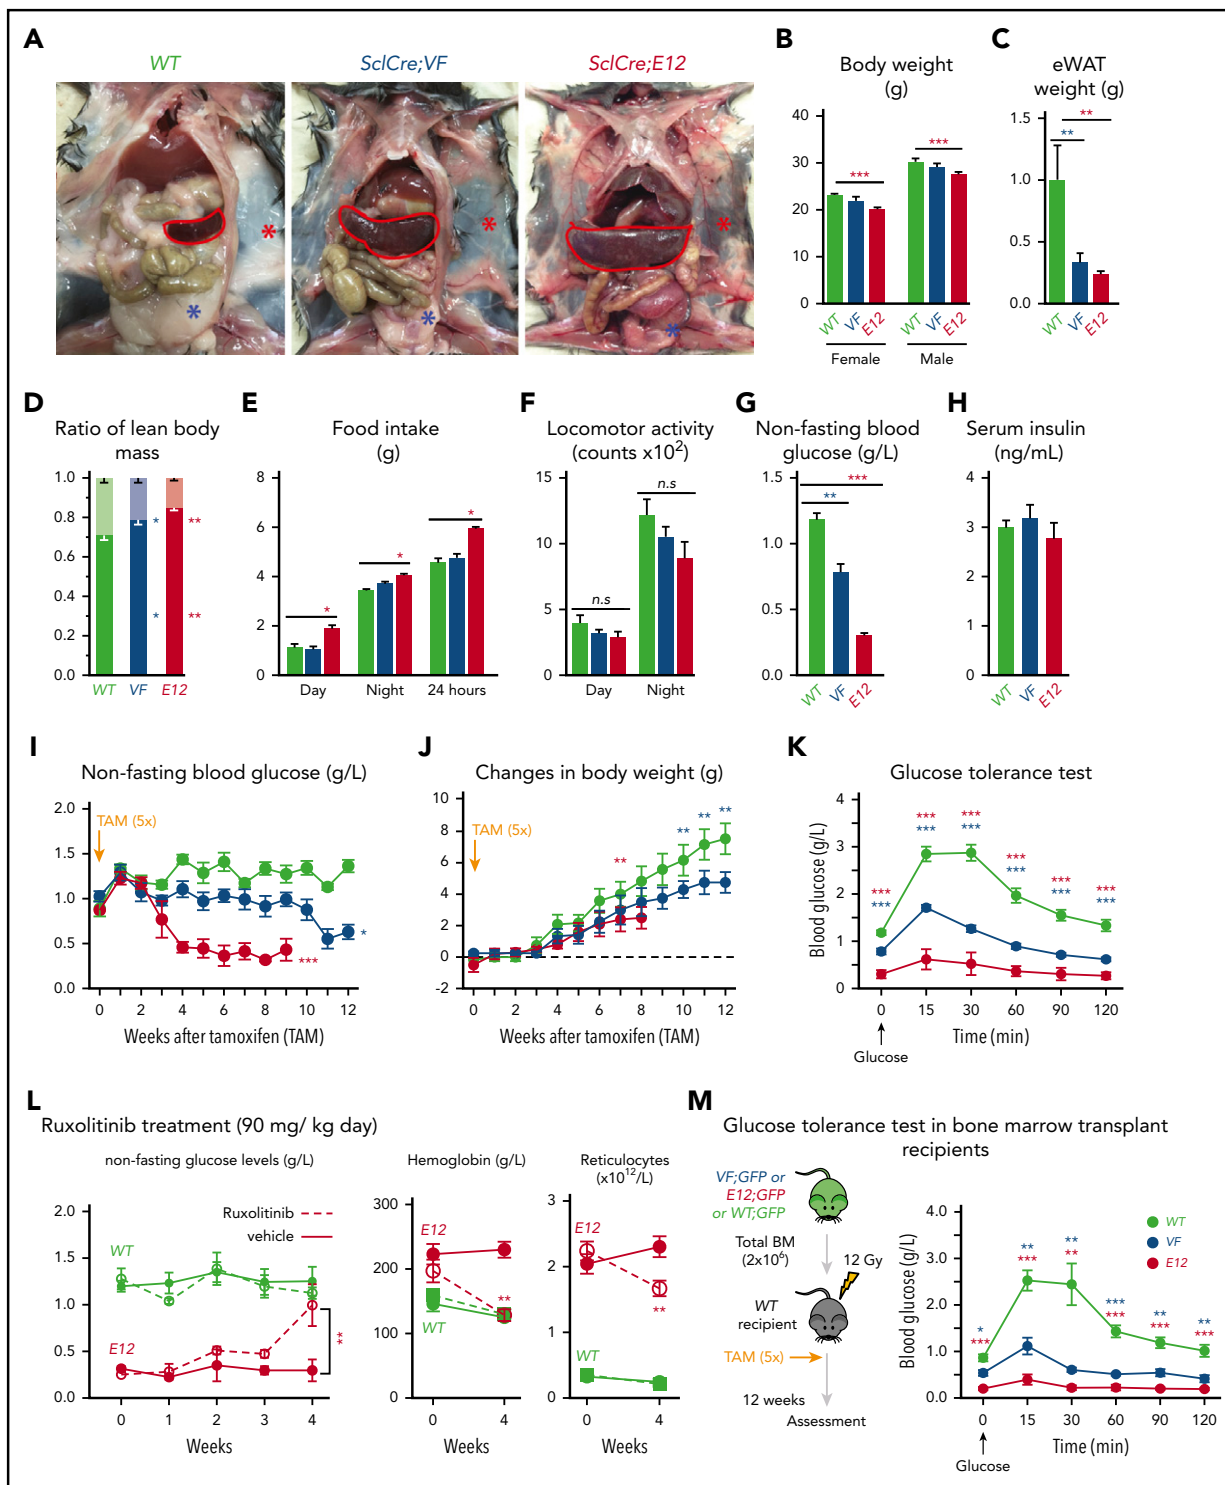 A
WT
SclCre;VF
SclCre;E12
*
*
*
*
*
*
B
Body weight
(g)
40
30
20
10
0
***
***
WT
VF
E12
WT
VF
E12
Female
Male
C
eWAT
weight (g)
1.5
1.0
0.5
0.0
**
**
WT
VF
E12
D
Ratio of lean body
mass
1.0
0.8
0.6
0.4
0.2
0.0
* **
* **
WT
VF
E12
E
Food intake
(g)
8
6
4
2
0
*
*
*
Day
Night
24 hours
F
Locomotor activity
(counts x10²)
15
10
5
0
n.s
n.s
Day
Night
G
Non-fasting blood
glucose (g/L)
1.5
1.0
0.5
0.0
***
**
WT
VF
E12
H
Serum insulin
(ng/mL)
4
3
2
1
0
WT
VF
E12
I
Non-fasting blood glucose (g/L)
TAM (5x)
2.0
1.5
1.0
0.5
0.0
*
***
0 2 4 6 8 10 12
Weeks after tamoxifen (TAM)
J
Changes in body weight (g)
TAM (5x)
10
8
6
4
2
0
-2
**
** ** **
0 2 4 6 8 10 12
Weeks after tamoxifen (TAM)
K
Glucose tolerance test
Blood glucose (g/L)
4
3
2
1
0
*** *** *** *** *** ***
*** *** *** *** *** ***
0 15 30 60 90 120
Glucose
Time (min)
L
Ruxolitinib treatment (90 mg/ kg day)
non-fasting glucose levels (g/L)
2.0
1.5
1.0
0.5
0.0
Ruxolitinib
vehicle
WT
E12
**
0 1 2 3 4
Weeks
Hemoglobin (g/L)
300
200
100
0
E12
WT
**
0 4
Weeks
Reticulocytes
(x10¹²/L)
3
2
1
0
E12
**
WT
0 4
Weeks
M
Glucose tolerance test in bone marrow transplant
recipients
VF;GFP or
E12;GFP
or WT;GFP
Total BM
(2x10⁶)
12 Gy
WT
recipient
TAM (5x)
12 weeks
Assessment
Blood glucose (g/L)
4.0
3.0
2.0
1.0
0.0
WT
VF
E12
* ** ** *** ** **
*** *** ** *** *** ***
0 15 30 60 90 120
Glucose
Time (min)